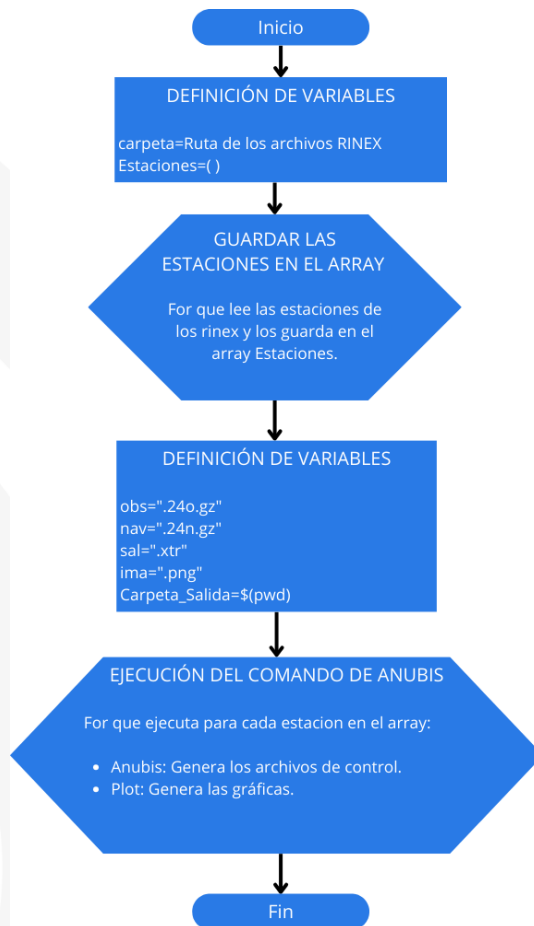 Inicio
DEFINICIÓN DE VARIABLES
carpeta=Ruta de los archivos RINEX
Estaciones=( )
GUARDAR LAS
ESTACIONES EN EL ARRAY
For que lee las estaciones de
los rinex y los guarda en el
array Estaciones.
DEFINICIÓN DE VARIABLES
obs=".24o.gz"
nav=".24n.gz"
sal=".xtr"
ima=".png"
Carpeta_Salida=$(pwd)
EJECUCIÓN DEL COMANDO DE ANUBIS
For que ejecuta para cada estacion en el array:
• Anubis: Genera los archivos de control.
• Plot: Genera las gráficas.
Fin